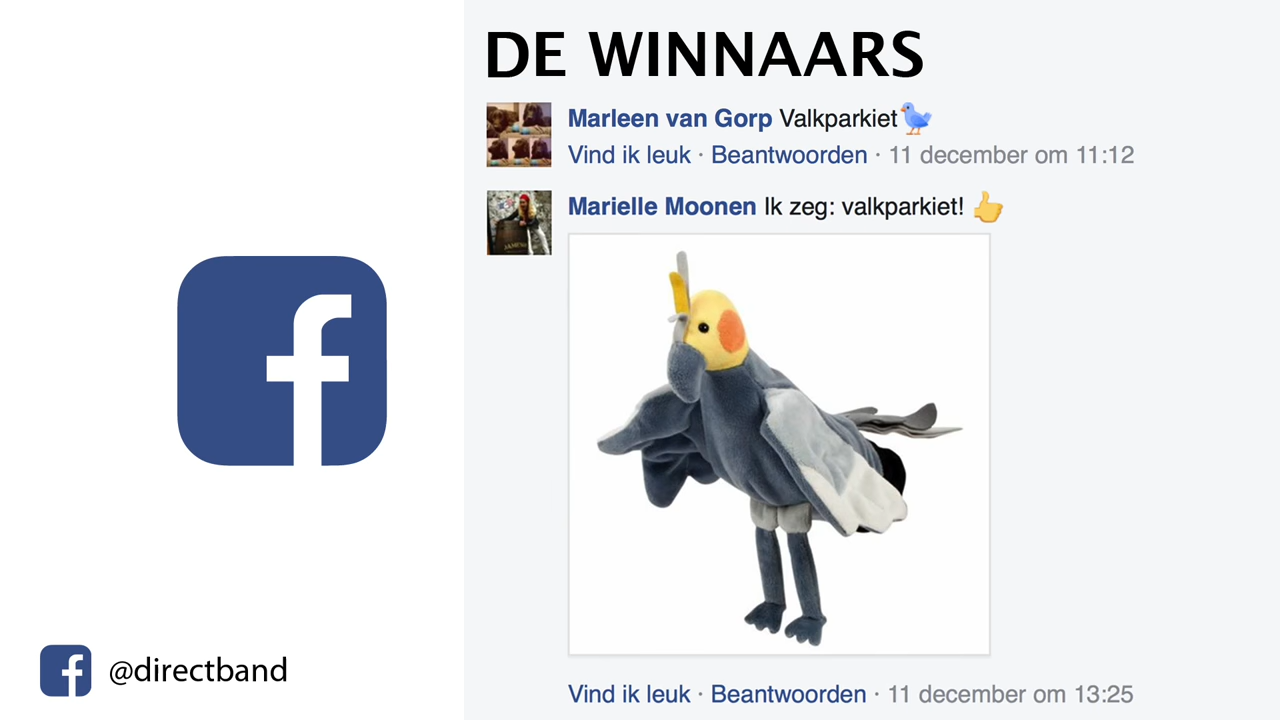 DE WINNAARS
Marleen van Gorp Valkparkiet
Vind ik leuk · Beantwoorden · 11 december om 11:12
Marielle Moonen Ik zeg: valkparkiet!
Vind ik leuk · Beantwoorden · 11 december om 13:25
f
f @directband